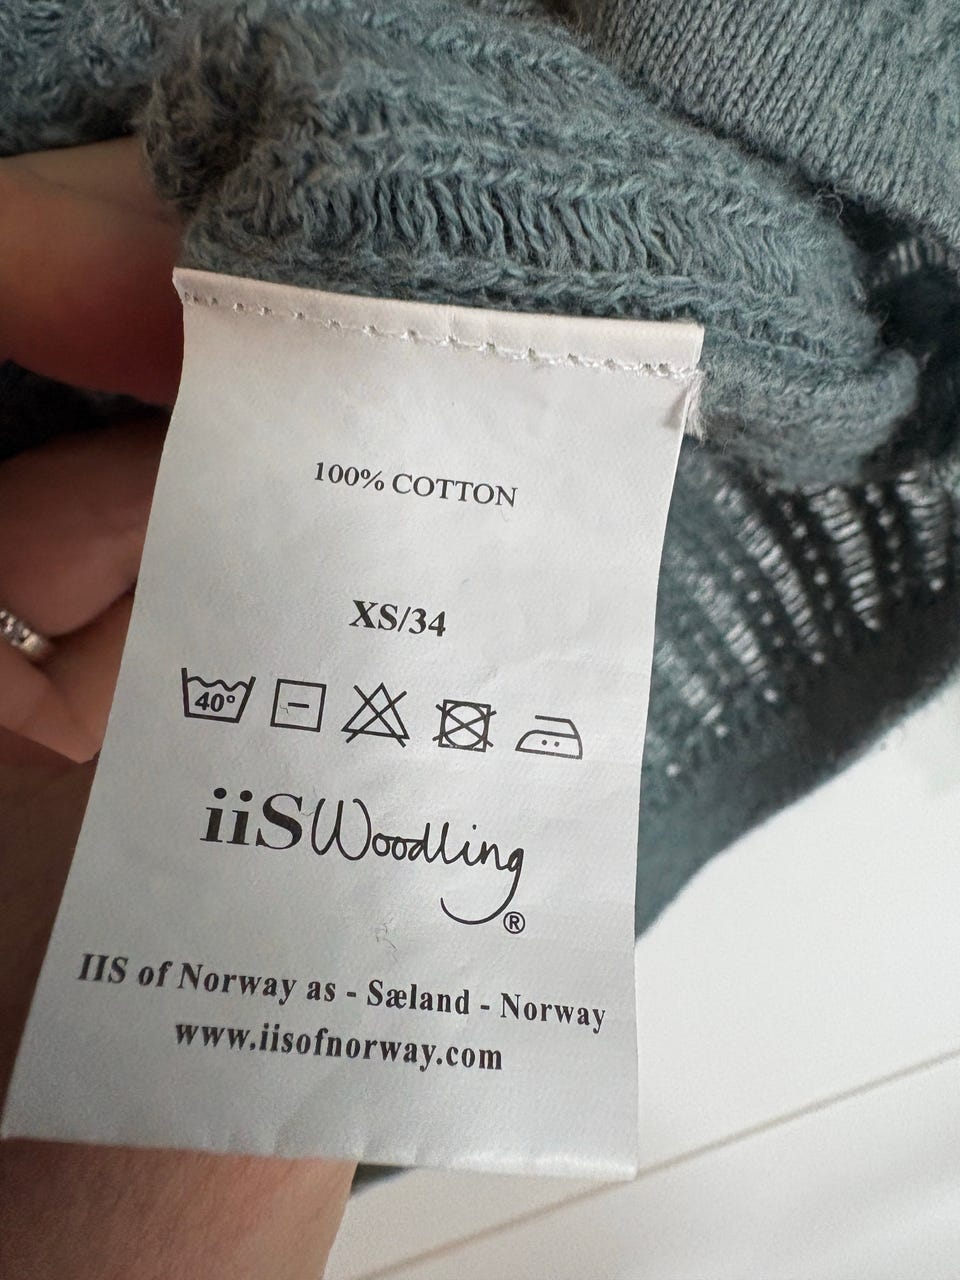 100% COTTON
XS/34
40°
iiS Woodling ®
IIS of Norway as - Sæland - Norway
www.iisofnorway.com